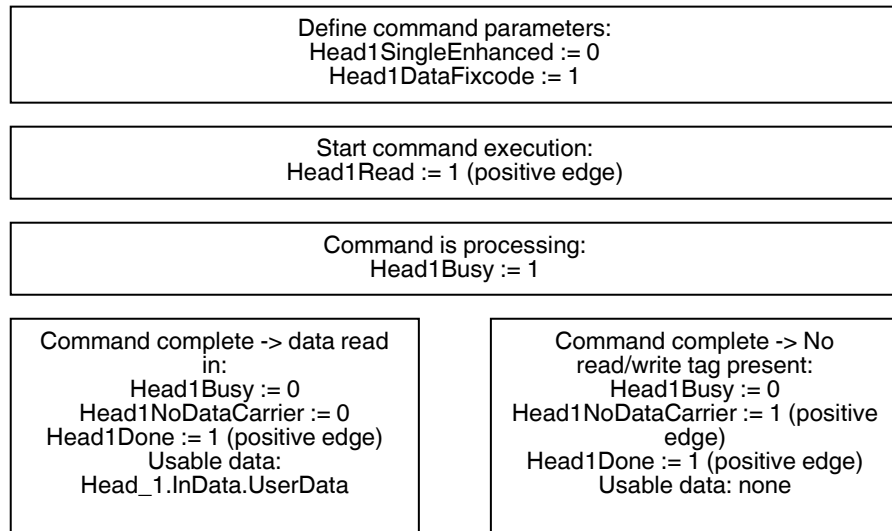 Define command parameters:
Head1SingleEnhanced := 0
Head1DataFixcode := 1
Start command execution:
Head1Read := 1 (positive edge)
Command is processing:
Head1Busy := 1
Command complete -> data read
in:
Head1Busy := 0
Head1NoDataCarrier := 0
Head1Done := 1 (positive edge)
Usable data:
Head_1.InData.UserData
Command complete -> No
read/write tag present:
Head1Busy := 0
Head1NoDataCarrier := 1 (positive
edge)
Head1Done := 1 (positive edge)
Usable data: none